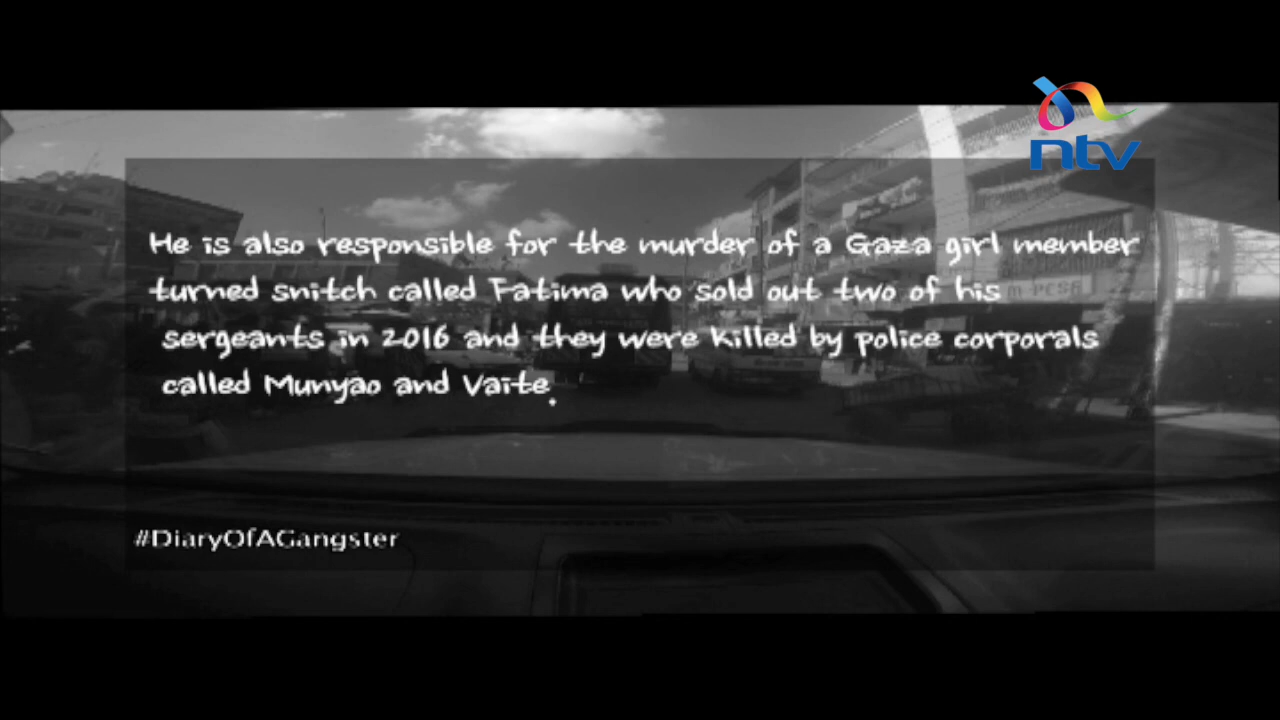 ntv
He is also responsible for the murder of a Gaza girl member
turned snitch called Fatima who sold out two of his
sergeants in 2016 and they were killed by police corporals
called Munyao and Vaite.
#DiaryOfAGangster